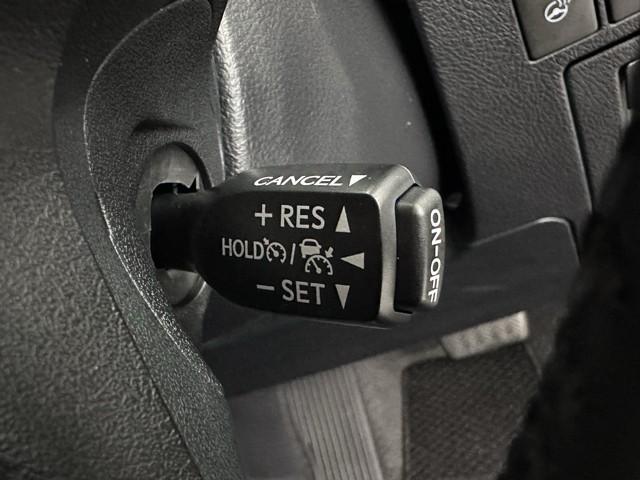 CANCEL ▼
+ RES ▲
HOLD / ◀
− SET ▼
ON-OFF